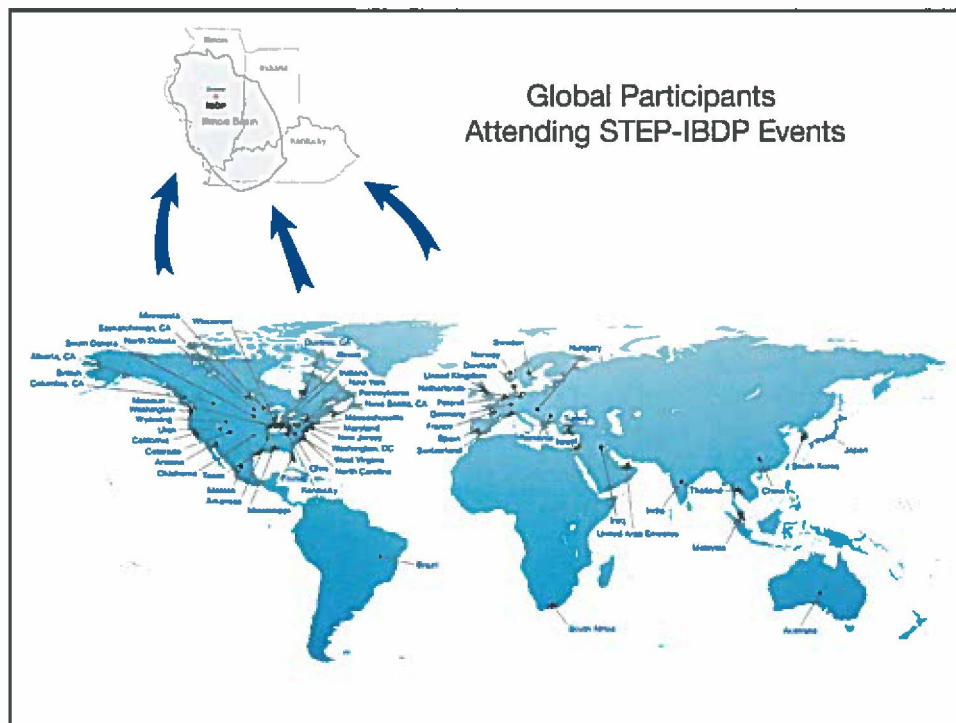 Illinois
Indiana
IBDP
Illinois Basin
Kentucky
Global Participants
Attending STEP-IBDP Events
Minnesota
Wisconsin
Saskatchewan, CA
North Dakota
South Dakota
Alberta, CA
British
Columbia, CA
Missouri
Washington
Wyoming
Utah
California
Colorado
Arizona
Oklahoma
Texas
Mexico
Arkansas
Mississippi
Ontario, CA
Illinois
Indiana
New York
Pennsylvania
Nova Scotia, CA
Massachusetts
Maryland
New Jersey
Washington, DC
West Virginia
North Carolina
Ohio
Florida
Kentucky
Brazil
Sweden
Norway
Denmark
United Kingdom
Netherlands
Poland
Germany
France
Spain
Switzerland
Hungary
Israel
Iraq
United Arab Emirates
India
Thailand
Malaysia
China
South Korea
Japan
South Africa
Australia